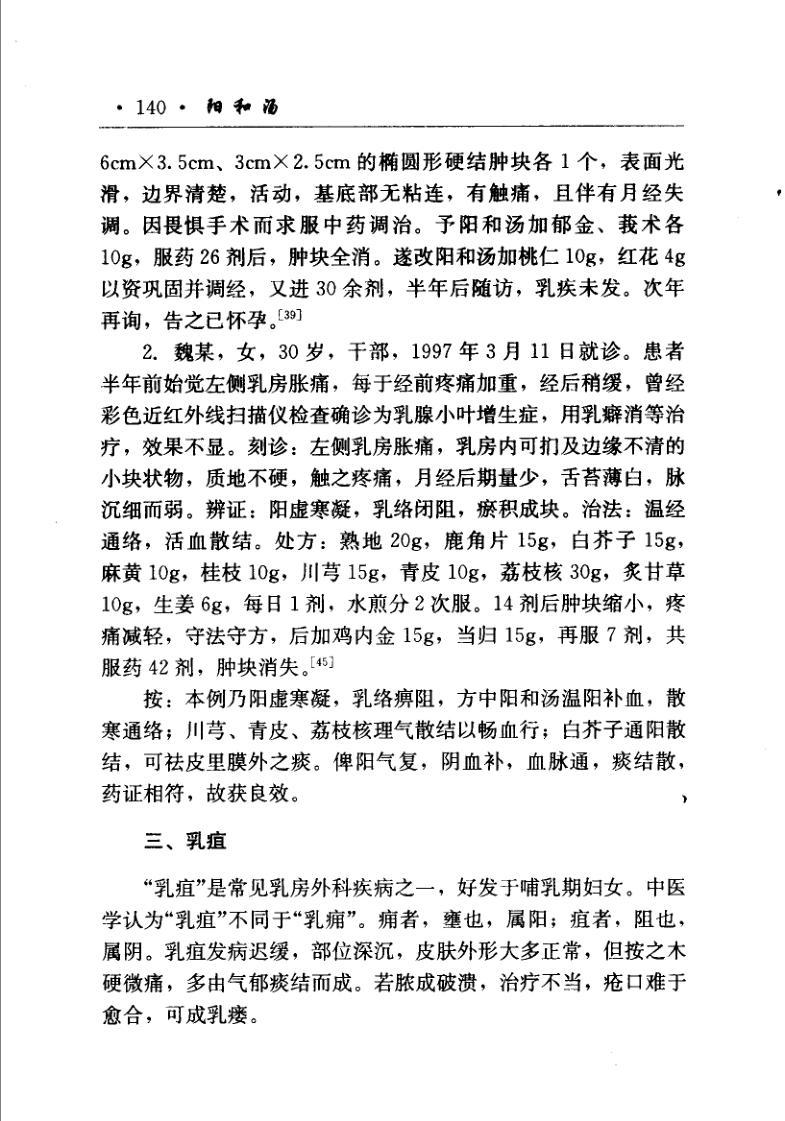 · 140 · 阳和汤
6cm×3.5cm、3cm×2.5cm 的椭圆形硬结肿块各 1 个，表面光
滑，边界清楚，活动，基底部无粘连，有触痛，且伴有月经失
调。因畏惧手术而求服中药调治。予阳和汤加郁金、莪术各
10g，服药 26 剂后，肿块全消。遂改阳和汤加桃仁 10g，红花 4g
以资巩固并调经，又进 30 余剂，半年后随访，乳疾未发。次年
再询，告之已怀孕。[39]
2. 魏某，女，30 岁，干部，1997 年 3 月 11 日就诊。患者
半年前始觉左侧乳房胀痛，每于经前疼痛加重，经后稍缓，曾经
彩色近红外线扫描仪检查确诊为乳腺小叶增生症，用乳癖消等治
疗，效果不显。刻诊：左侧乳房胀痛，乳房内可扪及边缘不清的
小块状物，质地不硬，触之疼痛，月经后期量少，舌苔薄白，脉
沉细而弱。辨证：阳虚寒凝，乳络闭阻，瘀积成块。治法：温经
通络，活血散结。处方：熟地 20g，鹿角片 15g，白芥子 15g，
麻黄 10g，桂枝 10g，川芎 15g，青皮 10g，荔枝核 30g，炙甘草
10g，生姜 6g，每日 1 剂，水煎分 2 次服。14 剂后肿块缩小，疼
痛减轻，守法守方，后加鸡内金 15g，当归 15g，再服 7 剂，共
服药 42 剂，肿块消失。[45]
按：本例乃阳虚寒凝，乳络痹阻，方中阳和汤温阳补血，散
寒通络；川芎、青皮、荔枝核理气散结以畅血行；白芥子通阳散
结，可祛皮里膜外之痰。俾阳气复，阴血补，血脉通，痰结散，
药证相符，故获良效。
三、乳疽
“乳疽”是常见乳房外科疾病之一，好发于哺乳期妇女。中医
学认为“乳疽”不同于“乳痈”。痈者，壅也，属阳；疽者，阻也，
属阴。乳疽发病迟缓，部位深沉，皮肤外形大多正常，但按之木
硬微痛，多由气郁痰结而成。若脓成破溃，治疗不当，疮口难于
愈合，可成乳瘘。